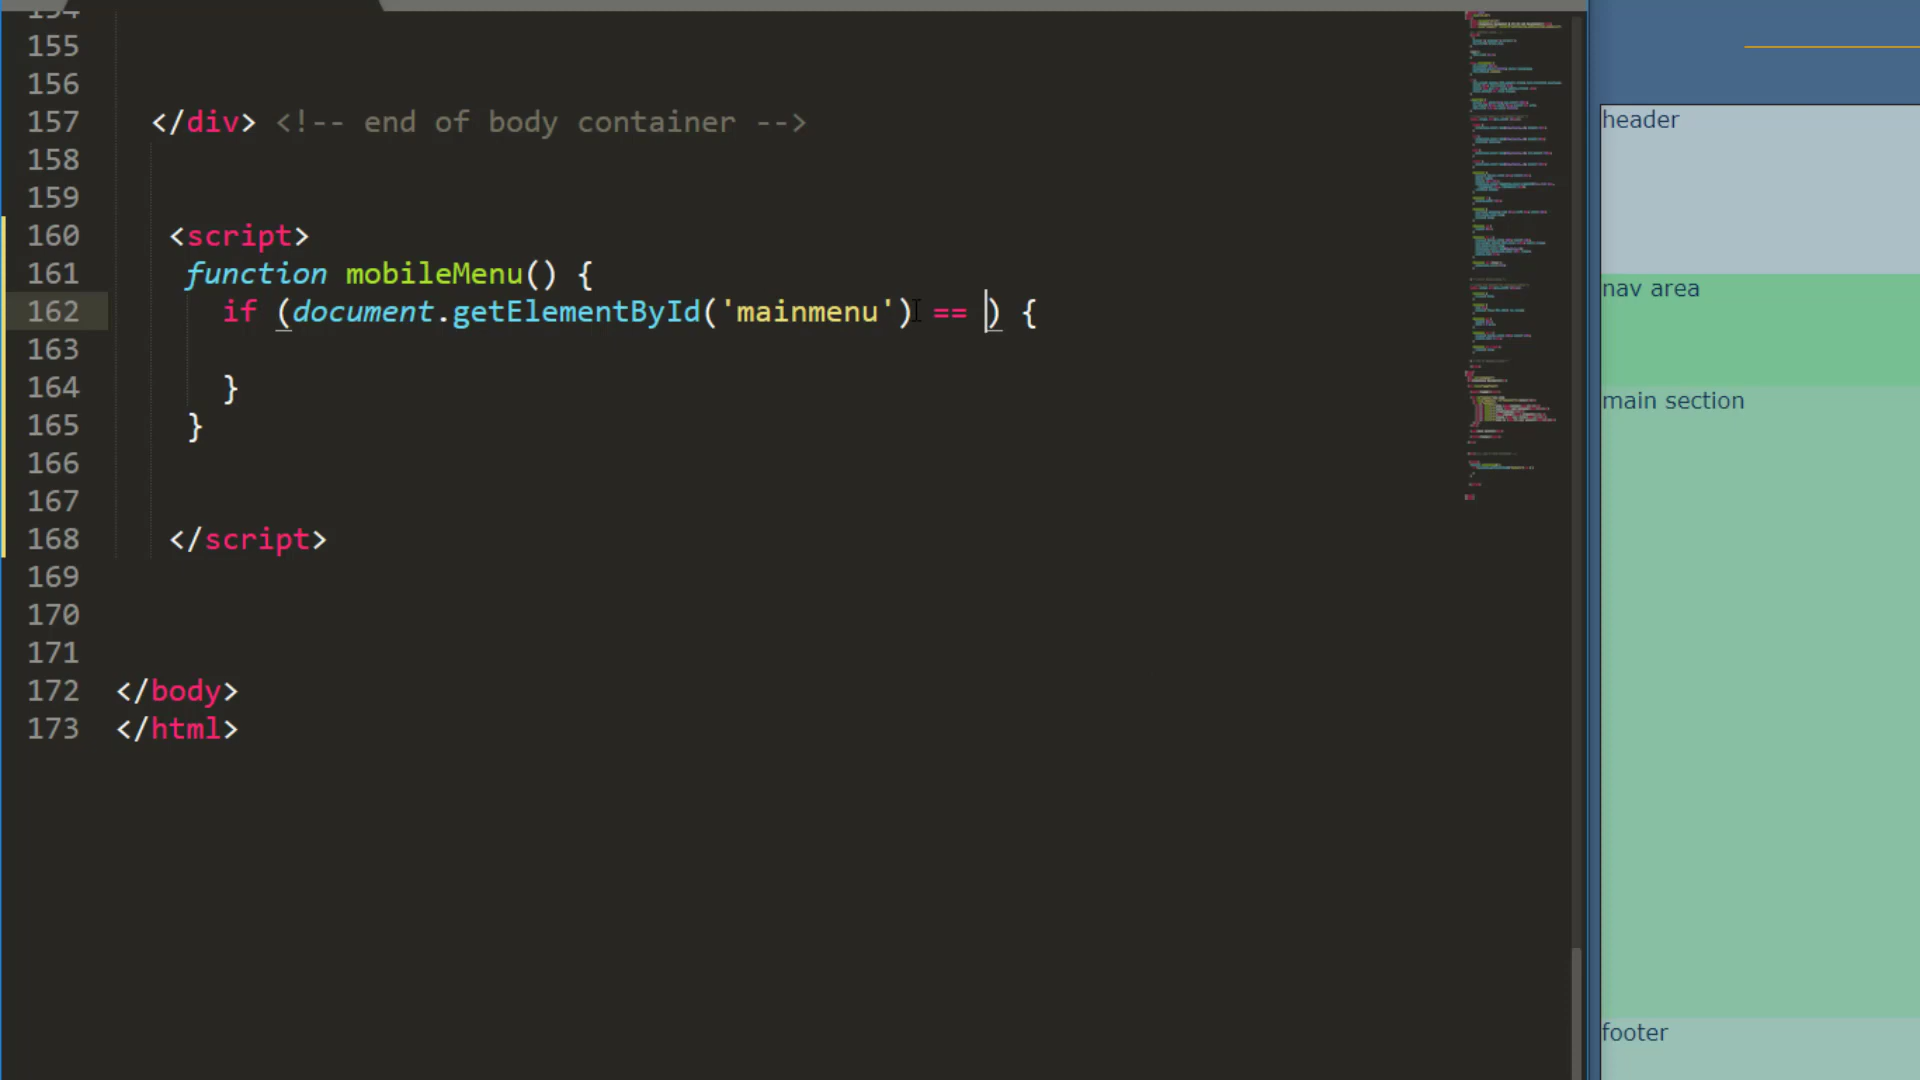 154
155
156
157 </div> <!-- end of body container -->
158
159
160 <script>
161 function mobileMenu() {
162 if (document.getElementById('mainmenu') == ) {
163
164 }
165 }
166
167
168 </script>
169
170
171
172 </body>
173 </html>
header
nav area
main section
footer